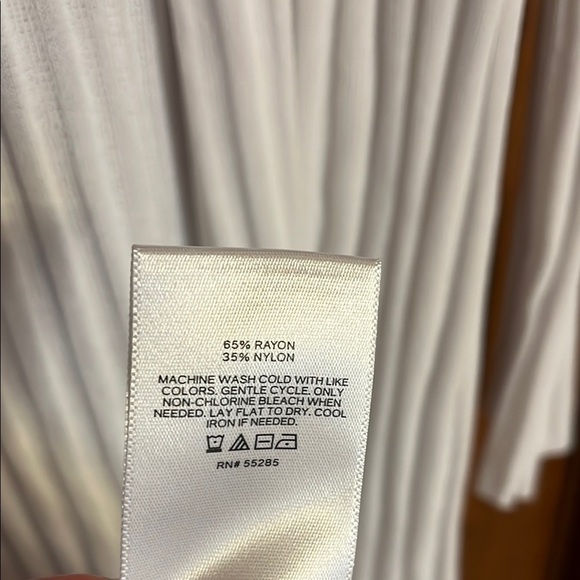 65% RAYON
35% NYLON
MACHINE WASH COLD WITH LIKE
COLORS. GENTLE CYCLE. ONLY
NON-CHLORINE BLEACH WHEN
NEEDED. LAY FLAT TO DRY. COOL
IRON IF NEEDED.
RN# 55285